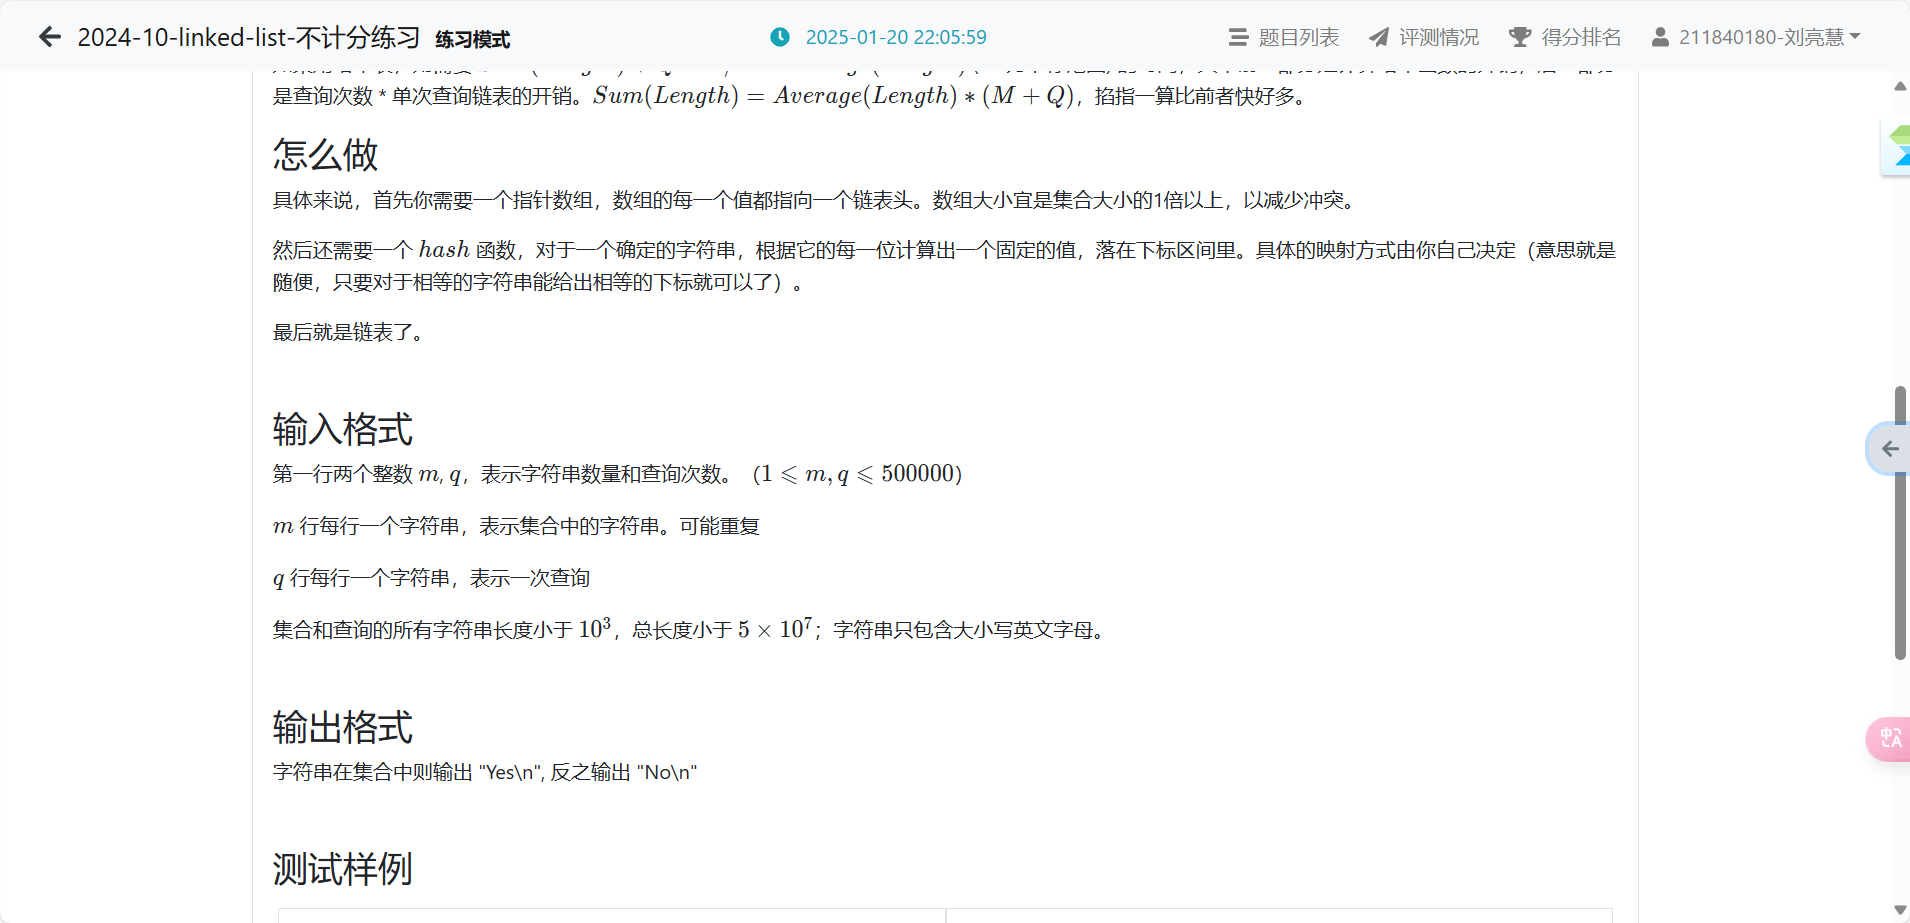 2024-10-linked-list-不计分练习 练习模式 2025-01-20 22:05:59 题目列表 评测情况 得分排名 211840180-刘亮慧
是查询次数 * 单次查询链表的开销。Sum(Length) = Average(Length) * (M + Q)，掐指一算比前者快好多。
怎么做
具体来说，首先你需要一个指针数组，数组的每一个值都指向一个链表头。数组大小宜是集合大小的1倍以上，以减少冲突。
然后还需要一个 hash 函数，对于一个确定的字符串，根据它的每一位计算出一个固定的值，落在下标区间里。具体的映射方式由你自己决定（意思就是
随便，只要对于相等的字符串能给出相等的下标就可以了）。
最后就是链表了。
输入格式
第一行两个整数 m, q，表示字符串数量和查询次数。（1 ⩽ m, q ⩽ 500000）
m 行每行一个字符串，表示集合中的字符串。可能重复
q 行每行一个字符串，表示一次查询
集合和查询的所有字符串长度小于 10³，总长度小于 5 × 10⁷；字符串只包含大小写英文字母。
输出格式
字符串在集合中则输出 "Yes\n", 反之输出 "No\n"
测试样例